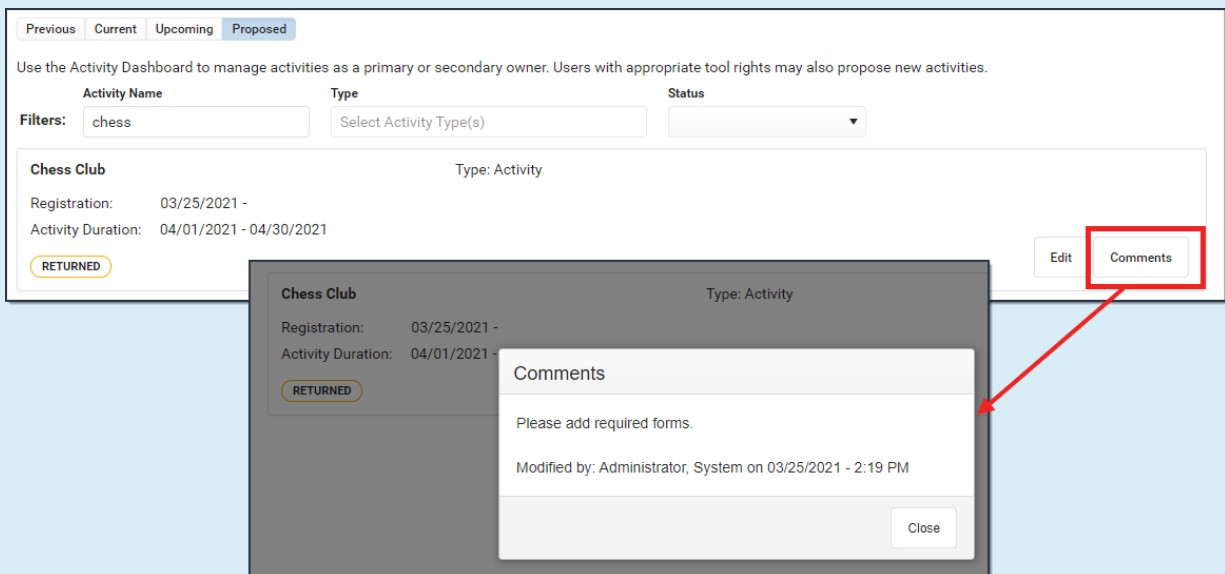 Previous Current Upcoming Proposed
Use the Activity Dashboard to manage activities as a primary or secondary owner. Users with appropriate tool rights may also propose new activities.
Activity Name Type Status
Filters: chess Select Activity Type(s)
Chess Club Type: Activity
Registration: 03/25/2021 -
Activity Duration: 04/01/2021 - 04/30/2021
RETURNED Edit Comments
Chess Club Type: Activity
Registration: 03/25/2021 -
Activity Duration: 04/01/2021 -
RETURNED
Comments
Please add required forms.
Modified by: Administrator, System on 03/25/2021 - 2:19 PM
Close